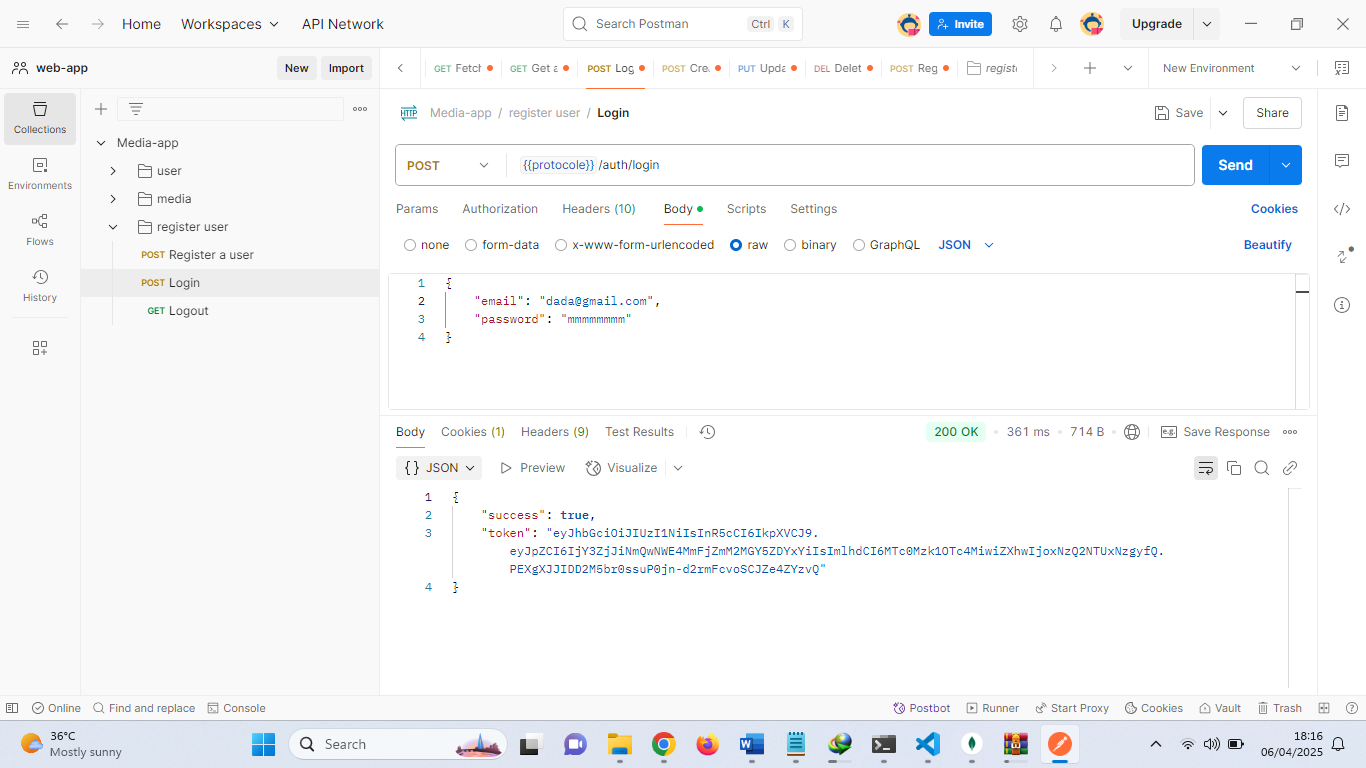 Home Workspaces API Network Search Postman Ctrl K Invite Upgrade
web-app New Import GET Fetch GET Get a POST Log POST Cre PUT Upda DEL Delet POST Reg registe New Environment
Collections
Environments
Flows
History
Media-app
user
media
register user
POST Register a user
POST Login
GET Logout
HTTP Media-app / register user / Login Save Share
POST {{protocole}} /auth/login Send
Params Authorization Headers (10) Body Scripts Settings Cookies
none form-data x-www-form-urlencoded raw binary GraphQL JSON Beautify
1 {
2 "email": "dada@gmail.com",
3 "password": "mmmmmmmmm"
4 }
Body Cookies (1) Headers (9) Test Results 200 OK • 361 ms • 714 B • e.g. Save Response
{} JSON Preview Visualize
1 {
2 "success": true,
3 "token": "eyJhbGciOiJIUzI1NiIsInR5cCI6IkpXVCJ9.
eyJpZCI6IjY3ZjJiNmQwNWE4MmFjZmM2MGY5ZDYxYiIsImlhdCI6MTc0Mzk1OTc4MiwiZXhwIjoxNzQ2NTUxNzgyfQ.
PEXgXJJIDD2M5br0ssuP0jn-d2rmFcvoSCJZe4ZYzvQ"
4 }
Online Find and replace Console Postbot Runner Start Proxy Cookies Vault Trash
36°C
Mostly sunny
Search
18:16
06/04/2025